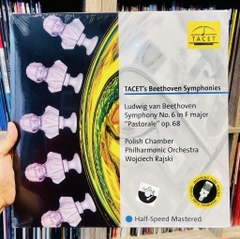 TACET
TACET's Beethoven Symphonies
Ludwig van Beethoven
Symphony No. 6 in F major
"Pastorale" op. 68
Polish Chamber
Philharmonic Orchestra
Wojciech Rajski
Half-Speed Mastered